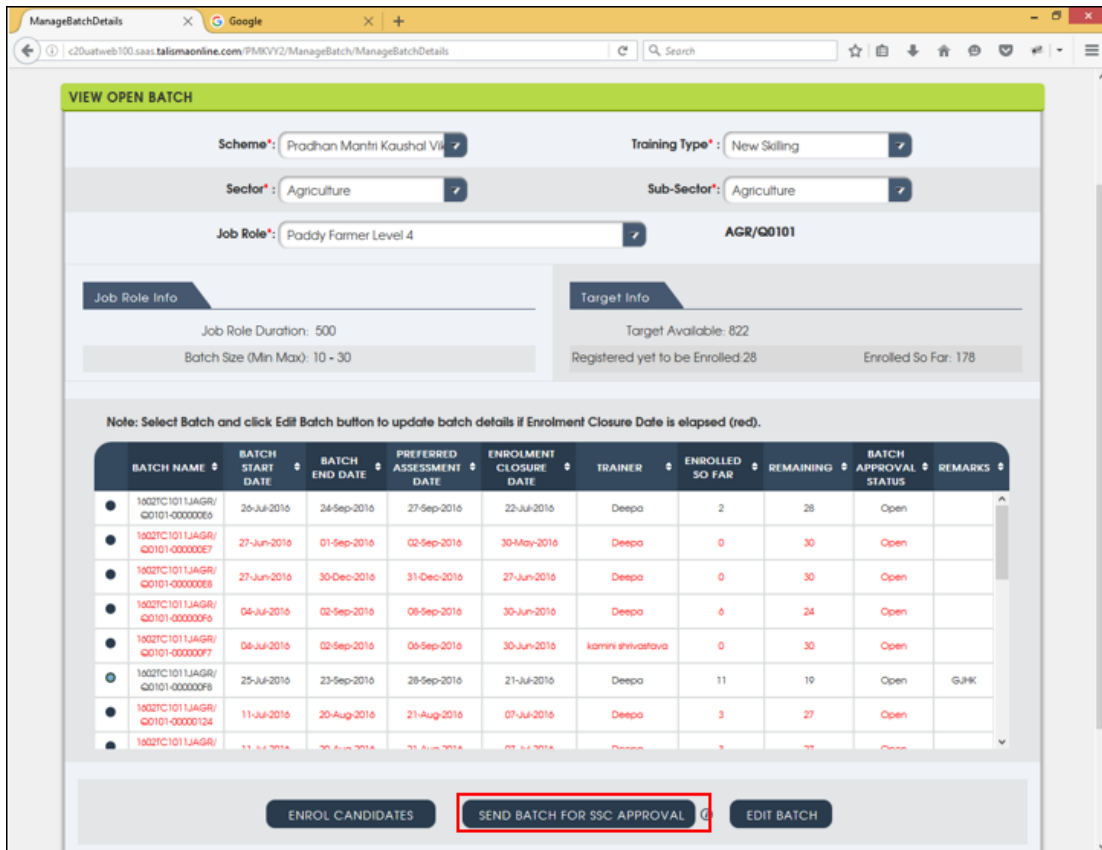 ManageBatchDetails
Google
c20uatweb100.saas.talismaonline.com/PMKVY2/ManageBatch/ManageBatchDetails
Search
VIEW OPEN BATCH
Scheme*: Pradhan Mantri Kaushal Vik Training Type* : New Skilling
Sector* : Agriculture Sub-Sector*: Agriculture
Job Role*: Paddy Farmer Level 4 AGR/Q0101
Job Role Info Target Info
Job Role Duration: 500 Target Available: 822
Batch Size (Min Max): 10 - 30 Registered yet to be Enrolled:28 Enrolled So Far: 178
Note: Select Batch and click Edit Batch button to update batch details if Enrolment Closure Date is elapsed (red).
BATCH NAME BATCH START DATE BATCH END DATE PREFERRED ASSESSMENT DATE ENROLMENT CLOSURE DATE TRAINER ENROLLED SO FAR REMAINING BATCH APPROVAL STATUS REMARKS
1602TC1011JAGR/Q0101-000000E6 26-Jul-2016 24-Sep-2016 27-Sep-2016 22-Jul-2016 Deepa 2 28 Open
1602TC1011JAGR/Q0101-000000E7 27-Jun-2016 01-Sep-2016 02-Sep-2016 30-May-2016 Deepa 0 30 Open
1602TC1011JAGR/Q0101-000000E8 27-Jun-2016 30-Dec-2016 31-Dec-2016 27-Jun-2016 Deepa 0 30 Open
1602TC1011JAGR/Q0101-000000F6 04-Jul-2016 02-Sep-2016 08-Sep-2016 30-Jun-2016 Deepa 6 24 Open
1602TC1011JAGR/Q0101-000000F7 04-Jul-2016 02-Sep-2016 06-Sep-2016 30-Jun-2016 kamini shrivastava 0 30 Open
1602TC1011JAGR/Q0101-000000F8 25-Jul-2016 23-Sep-2016 28-Sep-2016 21-Jul-2016 Deepa 11 19 Open GJHK
1602TC1011JAGR/Q0101-00000124 11-Jul-2016 20-Aug-2016 21-Aug-2016 07-Jul-2016 Deepa 3 27 Open
1602TC1011JAGR/
ENROL CANDIDATES SEND BATCH FOR SSC APPROVAL EDIT BATCH